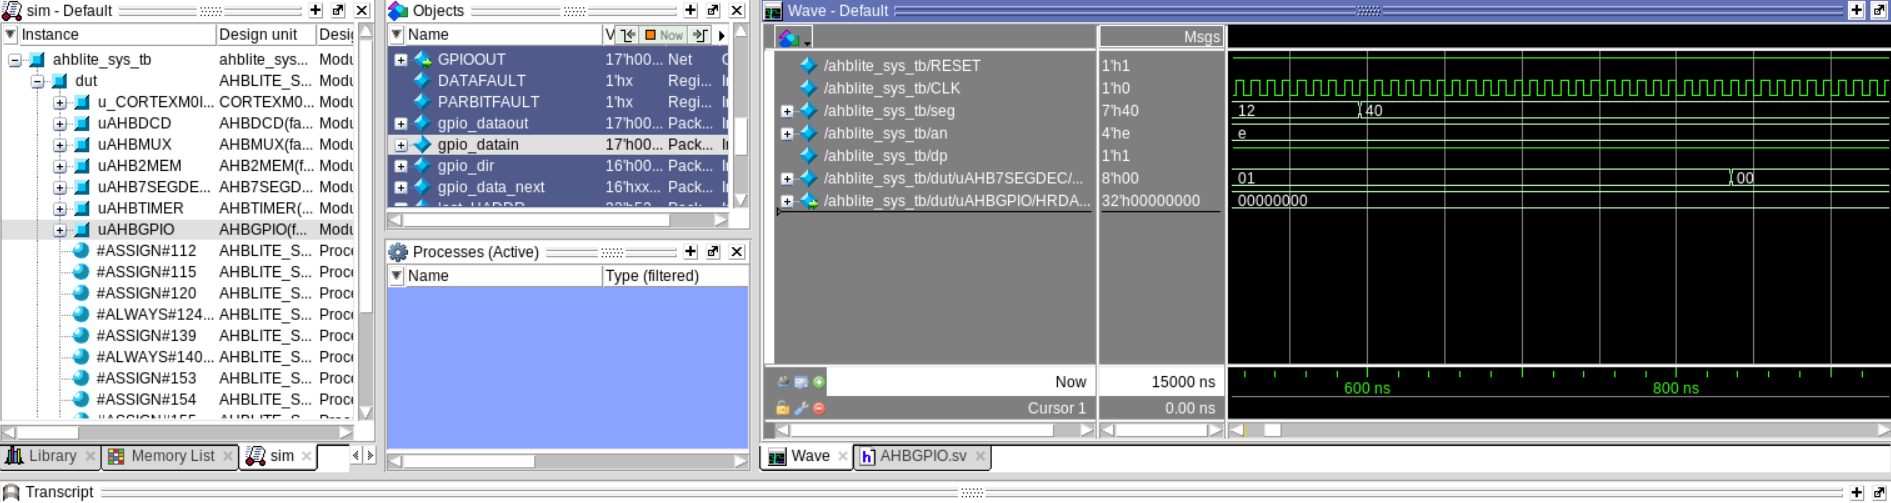 sim - Default
Instance Design unit Desig
ahblite_sys_tb ahblite_sys... Modu
dut AHBLITE_S... Modu
u_CORTEXM0I... CORTEXM0... Modu
uAHBDCD AHBDCD(fa... Modu
uAHBMUX AHBMUX(fa... Modu
uAHB2MEM AHB2MEM(f... Modu
uAHB7SEGDE... AHB7SEGD... Modu
uAHBTIMER AHBTIMER(... Modu
uAHBGPIO AHBGPIO(f... Modu
#ASSIGN#112 AHBLITE_S... Proc
#ASSIGN#115 AHBLITE_S... Proc
#ASSIGN#120 AHBLITE_S... Proc
#ALWAYS#124... AHBLITE_S... Proc
#ASSIGN#139 AHBLITE_S... Proc
#ALWAYS#140... AHBLITE_S... Proc
#ASSIGN#153 AHBLITE_S... Proc
#ASSIGN#154 AHBLITE_S... Proc
#ASSIGN#155 AHBLITE_S... Proc
Library Memory List sim
Objects
Name V Now
GPIOOUT 17'h00... Net
DATAFAULT 1'hx Regi... I
PARBITFAULT 1'hx Regi... I
gpio_dataout 17'h00... Pack... I
gpio_datain 17'h00... Pack... I
gpio_dir 16'h00... Pack... I
gpio_data_next 16'hxx... Pack... I
last_HADDR
Processes (Active)
Name Type (filtered)
Wave - Default
Msgs
/ahblite_sys_tb/RESET 1'h1
/ahblite_sys_tb/CLK 1'h0
/ahblite_sys_tb/seg 7'h40 12 40
/ahblite_sys_tb/an 4'he e
/ahblite_sys_tb/dp 1'h1
/ahblite_sys_tb/dut/uAHB7SEGDEC/... 8'h00 01 00
/ahblite_sys_tb/dut/uAHBGPIO/HRDA... 32'h00000000 00000000
Now 15000 ns 600 ns 800 ns
Cursor 1 0.00 ns
Wave AHBGPIO.sv
Transcript